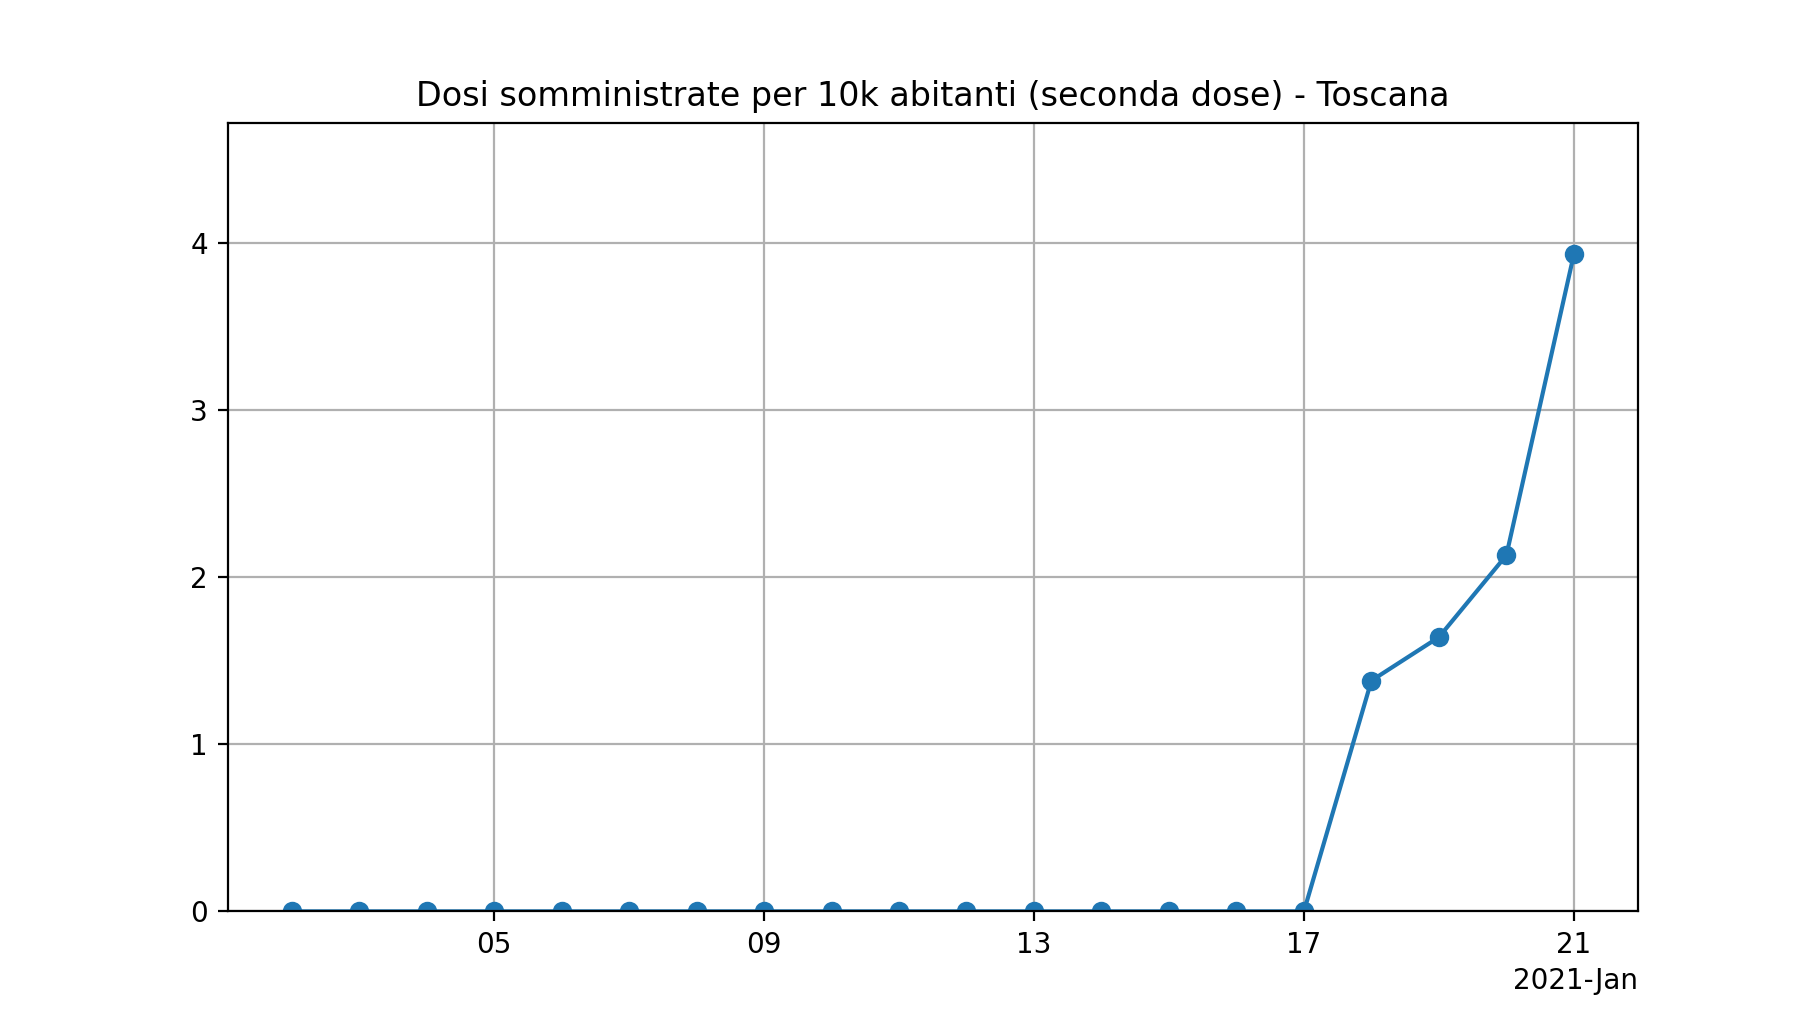 Dosi somministrate per 10k abitanti (seconda dose) - Toscana
4
3
2
1
0
05 09 13 17 21
2021-Jan